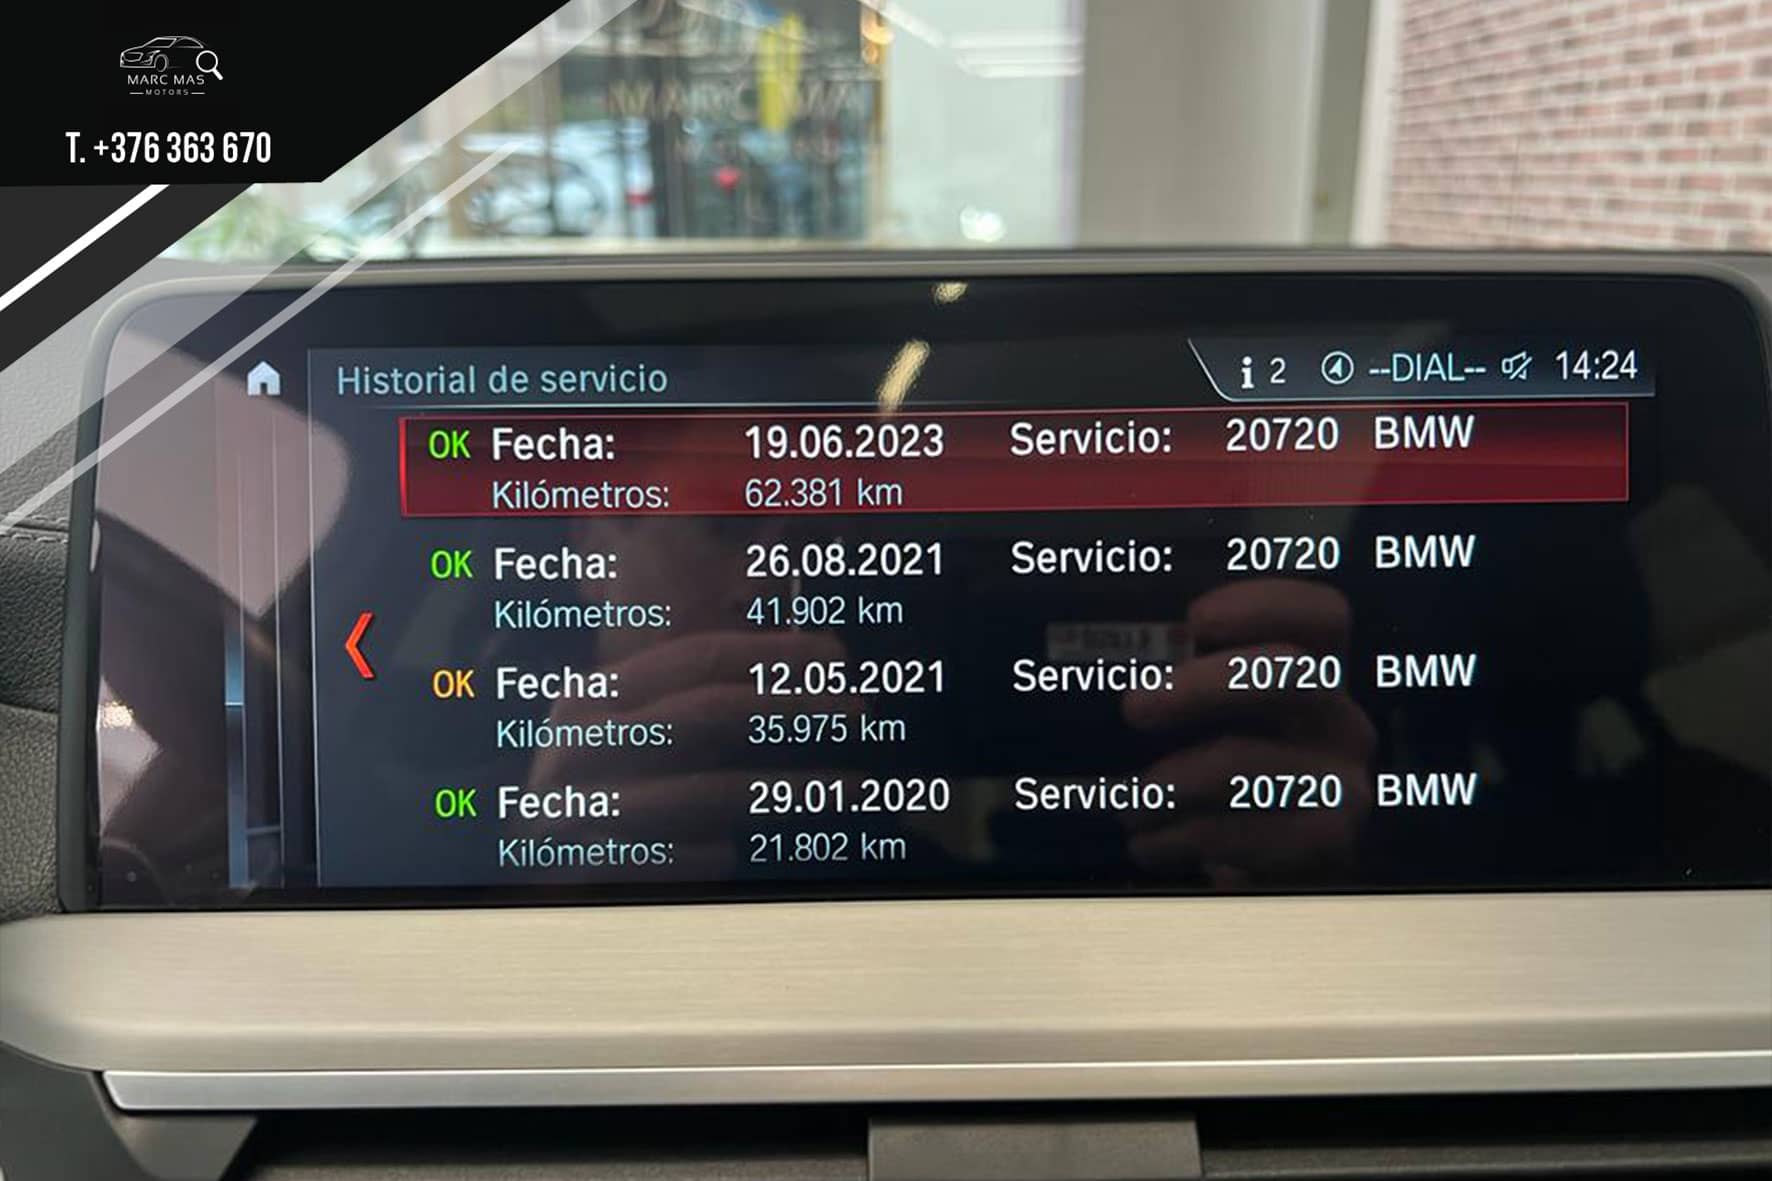 MARC MAS
MOTORS
T. +376 363 670
MARC MA
Historial de servicio
i 2 --DIAL-- 14:24
OK Fecha: 19.06.2023 Servicio: 20720 BMW
Kilómetros: 62.381 km
OK Fecha: 26.08.2021 Servicio: 20720 BMW
Kilómetros: 41.902 km
OK Fecha: 12.05.2021 Servicio: 20720 BMW
Kilómetros: 35.975 km
OK Fecha: 29.01.2020 Servicio: 20720 BMW
Kilómetros: 21.802 km